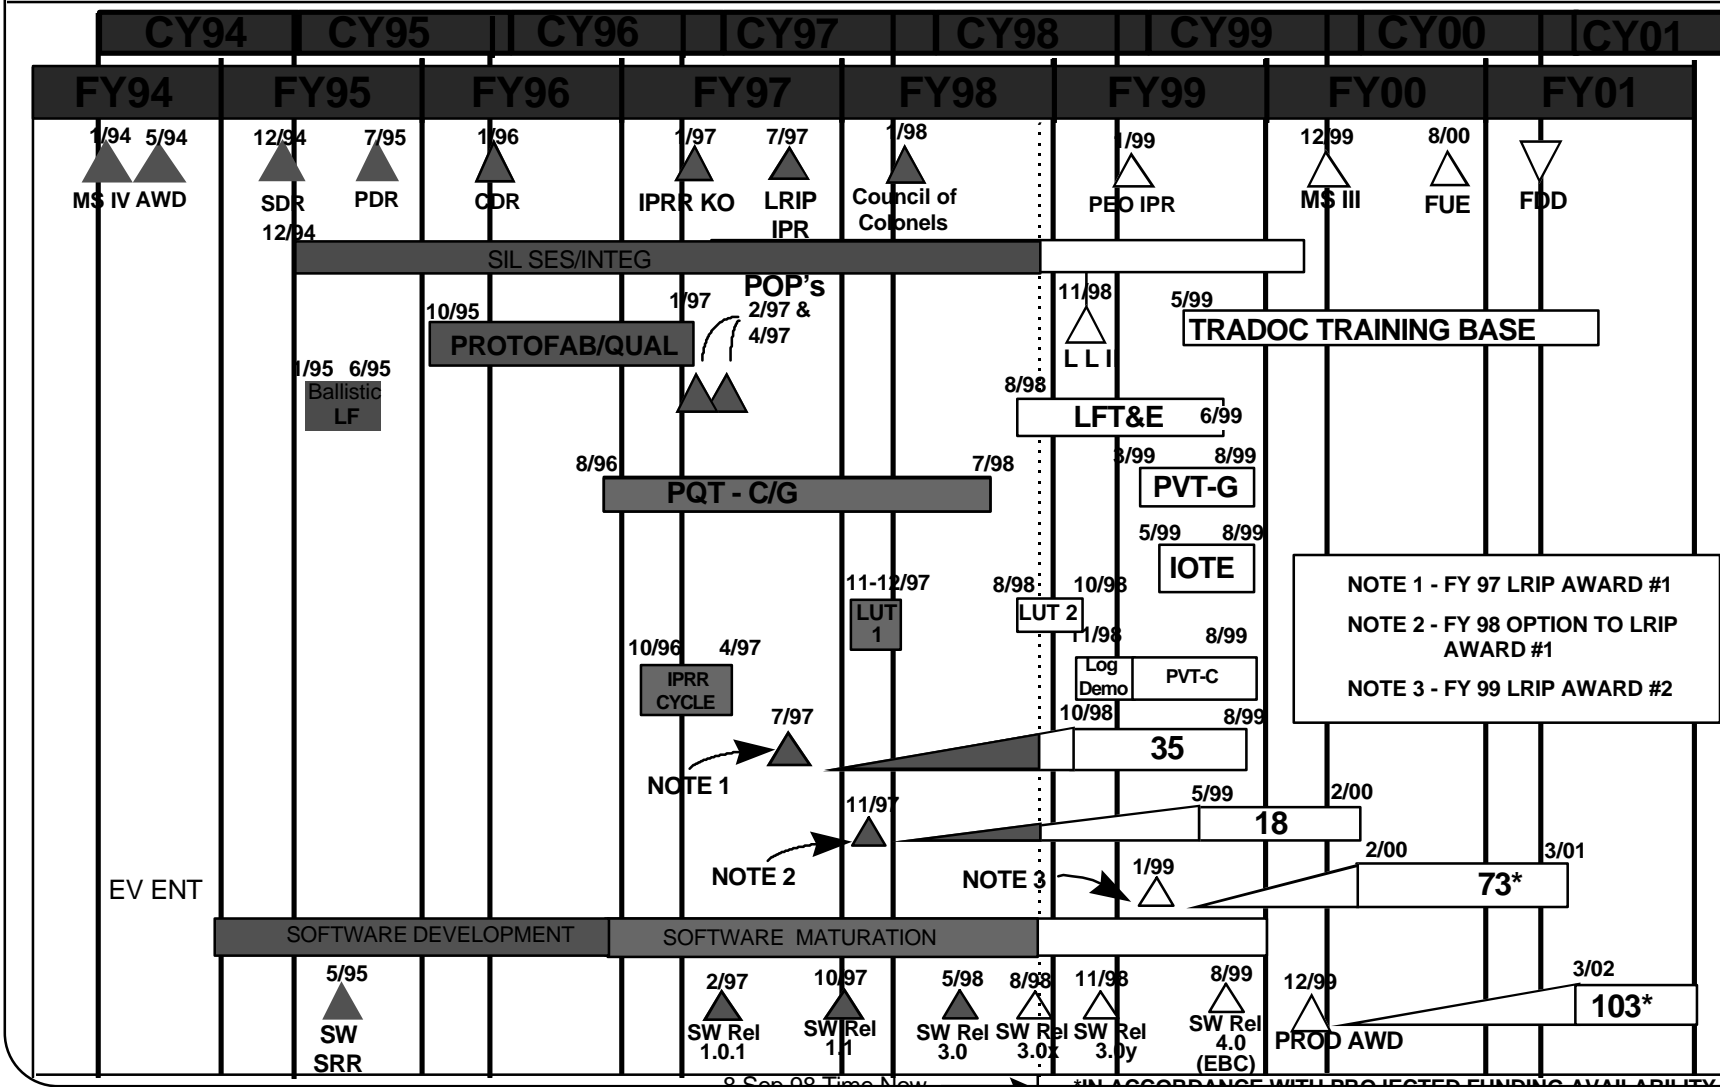 CY94 CY95 CY96 CY97 CY98 CY99 CY00 CY01
FY94 FY95 FY96 FY97 FY98 FY99 FY00 FY01
1/94 5/94 12/94 7/95 1/96 1/97 7/97 1/98 1/99 12/99 8/00
MS IV AWD SDR PDR CDR IPRR KO LRIP IPR Council of Colonels PEO IPR MS III FUE FDD
12/94
SIL SES/INTEG
POP's
2/97 &
4/97
10/95 1/97
PROTOFAB/QUAL
11/98
L L I
5/99
TRADOC TRAINING BASE
1/95 6/95
Ballistic
LF
8/98
LFT&E 6/99
8/96 7/98
PQT - C/G
3/99 8/99
PVT-G
5/99 8/99
IOTE
11-12/97
LUT
1
8/98 10/98
LUT 2
NOTE 1 - FY 97 LRIP AWARD #1
NOTE 2 - FY 98 OPTION TO LRIP
AWARD #1
NOTE 3 - FY 99 LRIP AWARD #2
10/96 4/97
IPRR
CYCLE
11/98 8/99
Log
Demo
PVT-C
7/97
NOTE 1
10/98 8/99
35
11/97
NOTE 2
5/99 2/00
18
NOTE 3
1/99
2/00 3/01
73*
EV ENT
SOFTWARE DEVELOPMENT SOFTWARE MATURATION
5/95
SW
SRR
2/97
SW Rel
1.0.1
10/97
SW Rel
1.1
5/98
SW Rel
3.0
8/98
SW Rel
3.0x
11/98
SW Rel
3.0y
8/99
SW Rel
4.0
(EBC)
12/99
PROD AWD
3/02
103*
8 Sep 98 Time Now
*IN ACCORDANCE WITH PROJECTED FUNDING AVAILABILITY